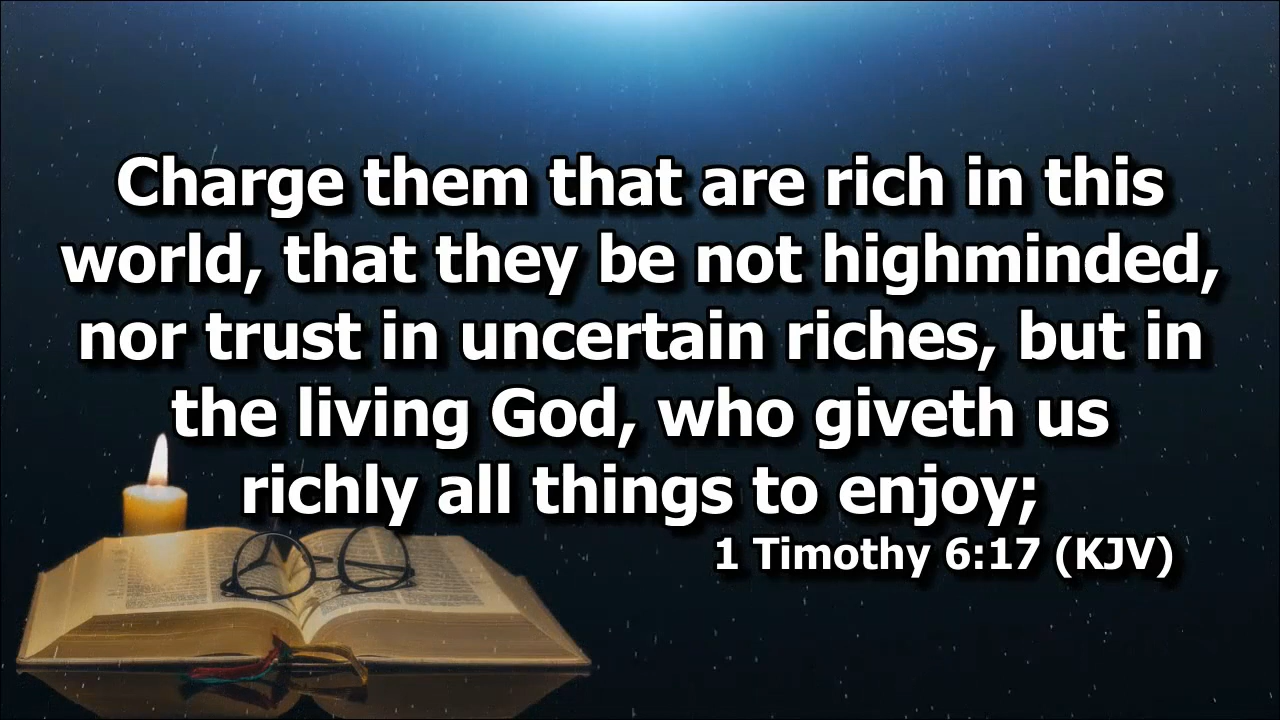 Charge them that are rich in this
world, that they be not highminded,
nor trust in uncertain riches, but in
the living God, who giveth us
richly all things to enjoy;
1 Timothy 6:17 (KJV)